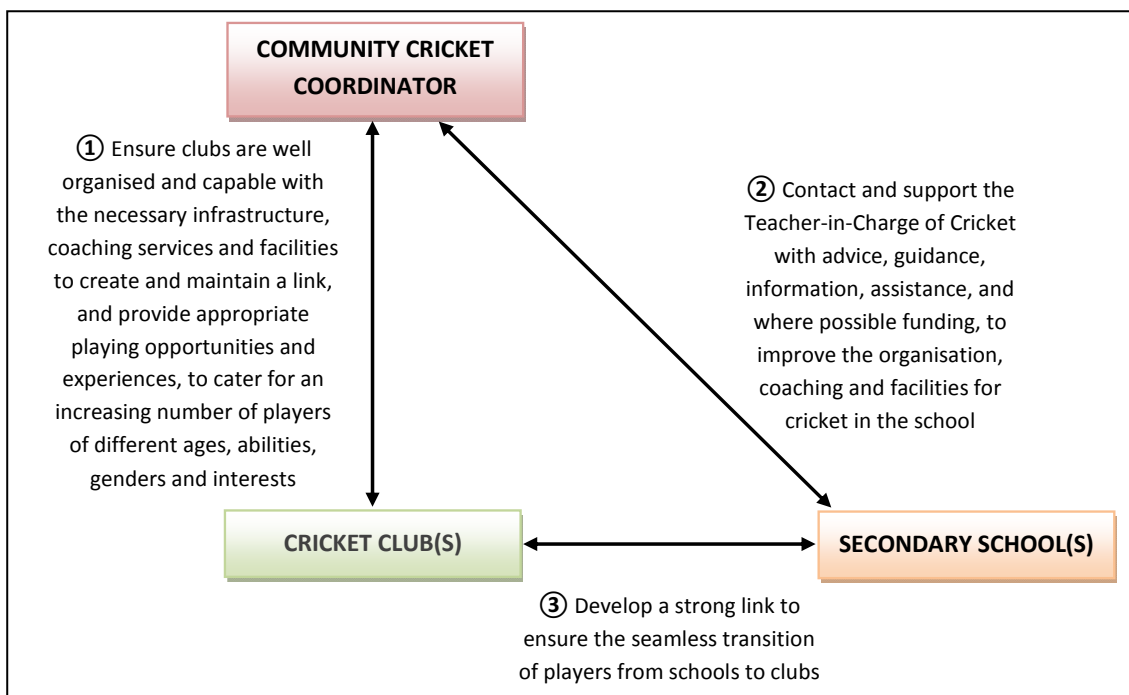 COMMUNITY CRICKET
COORDINATOR
① Ensure clubs are well
organised and capable with
the necessary infrastructure,
coaching services and facilities
to create and maintain a link,
and provide appropriate
playing opportunities and
experiences, to cater for an
increasing number of players
of different ages, abilities,
genders and interests
② Contact and support the
Teacher-in-Charge of Cricket
with advice, guidance,
information, assistance, and
where possible funding, to
improve the organisation,
coaching and facilities for
cricket in the school
CRICKET CLUB(S)
SECONDARY SCHOOL(S)
③ Develop a strong link to
ensure the seamless transition
of players from schools to clubs